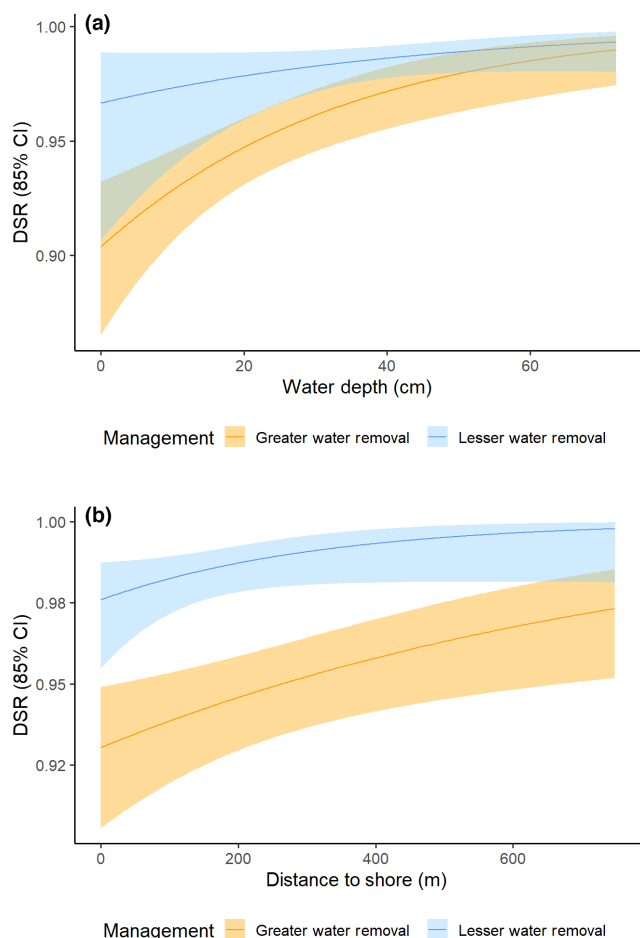 (a)
1.00
0.95
0.90
DSR (85% CI)
0 20 40 60
Water depth (cm)
Management Greater water removal Lesser water removal
(b)
1.00
0.98
0.95
0.92
DSR (85% CI)
0 200 400 600
Distance to shore (m)
Management Greater water removal Lesser water removal